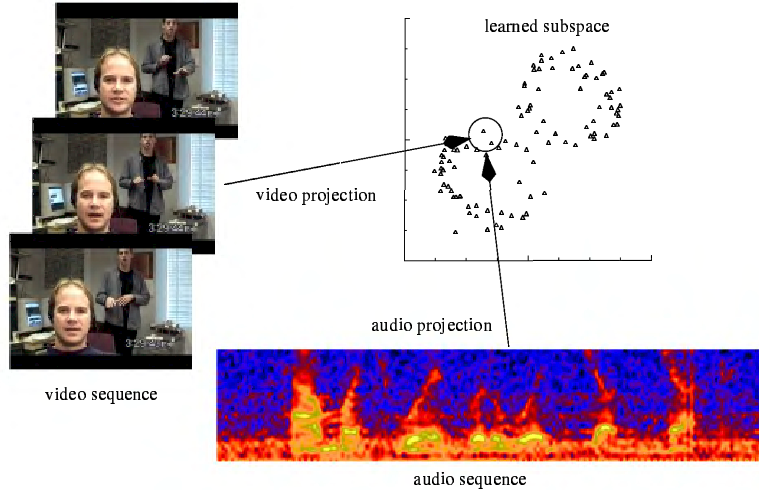 learned subspace
video projection
audio projection
video sequence
audio sequence